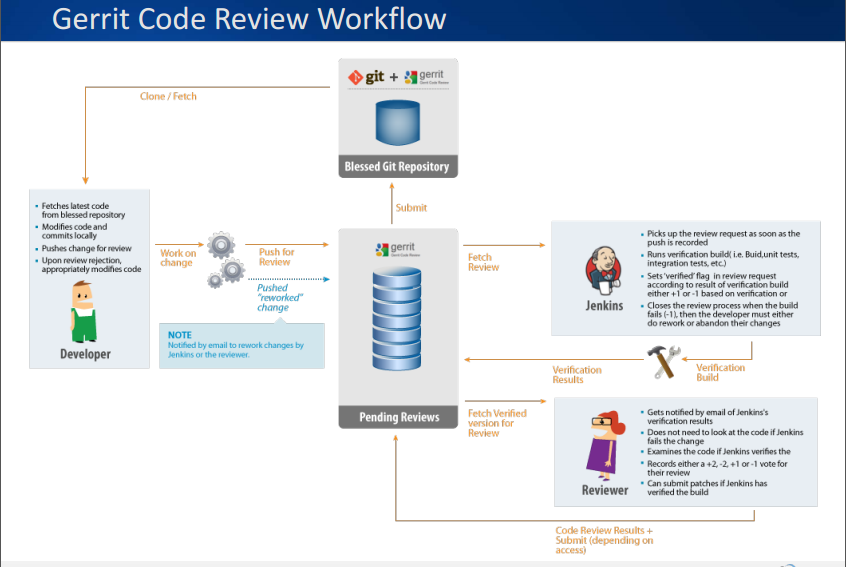 Gerrit Code Review Workflow
git + gerrit
Gerrit Code Review
Blessed Git Repository
Clone / Fetch
Submit
Fetches latest code
from blessed repository
Modifies code and
commits locally
Pushes change for review
Upon review rejection,
appropriately modifies code
Developer
Work on
change
Push for
Review
Pushed
"reworked"
change
NOTE
Notified by email to rework changes by
Jenkins or the reviewer.
gerrit
Gerrit Code Review
Pending Reviews
Fetch
Review
Jenkins
Picks up the review request as soon as the
push is recorded
Runs verification build( i.e. Buid,unit tests,
integration tests, etc.)
Sets 'verified' flag in review request
according to result of verification build
either +1 or -1 based on verification or
Closes the review process when the build
fails (-1), then the developer must either
do rework or abandon their changes
Verification
Results
Verification
Build
Fetch Verified
version for
Review
Reviewer
Gets notified by email of Jenkins's
verification results
Does not need to look at the code if Jenkins
fails the change
Examines the code if Jenkins verifies the
Records either a +2, -2, +1 or -1 vote for
their review
Can submit patches if Jenkins has
verified the build
Code Review Results +
Submit (depending on
access)